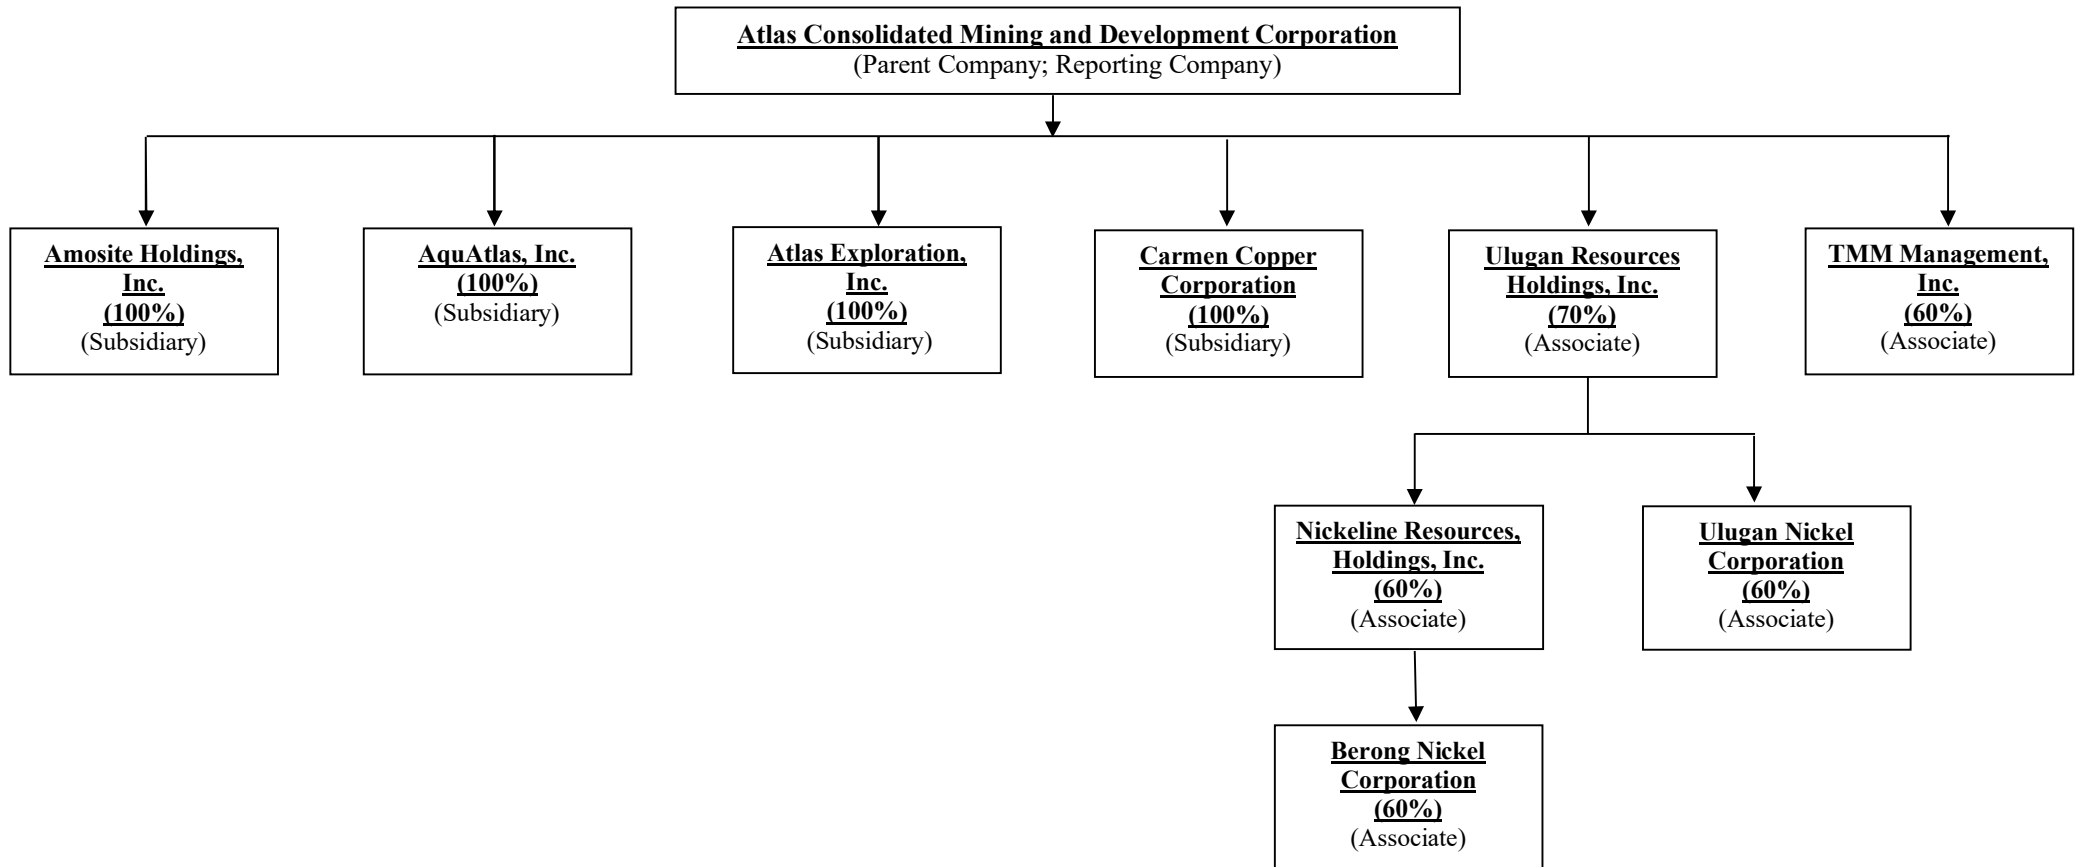 Atlas Consolidated Mining and Development Corporation
(Parent Company; Reporting Company)
Amosite Holdings,
Inc.
(100%)
(Subsidiary)
AquAtlas, Inc.
(100%)
(Subsidiary)
Atlas Exploration,
Inc.
(100%)
(Subsidiary)
Carmen Copper
Corporation
(100%)
(Subsidiary)
Ulugan Resources
Holdings, Inc.
(70%)
(Associate)
TMM Management,
Inc.
(60%)
(Associate)
Nickeline Resources,
Holdings, Inc.
(60%)
(Associate)
Ulugan Nickel
Corporation
(60%)
(Associate)
Berong Nickel
Corporation
(60%)
(Associate)